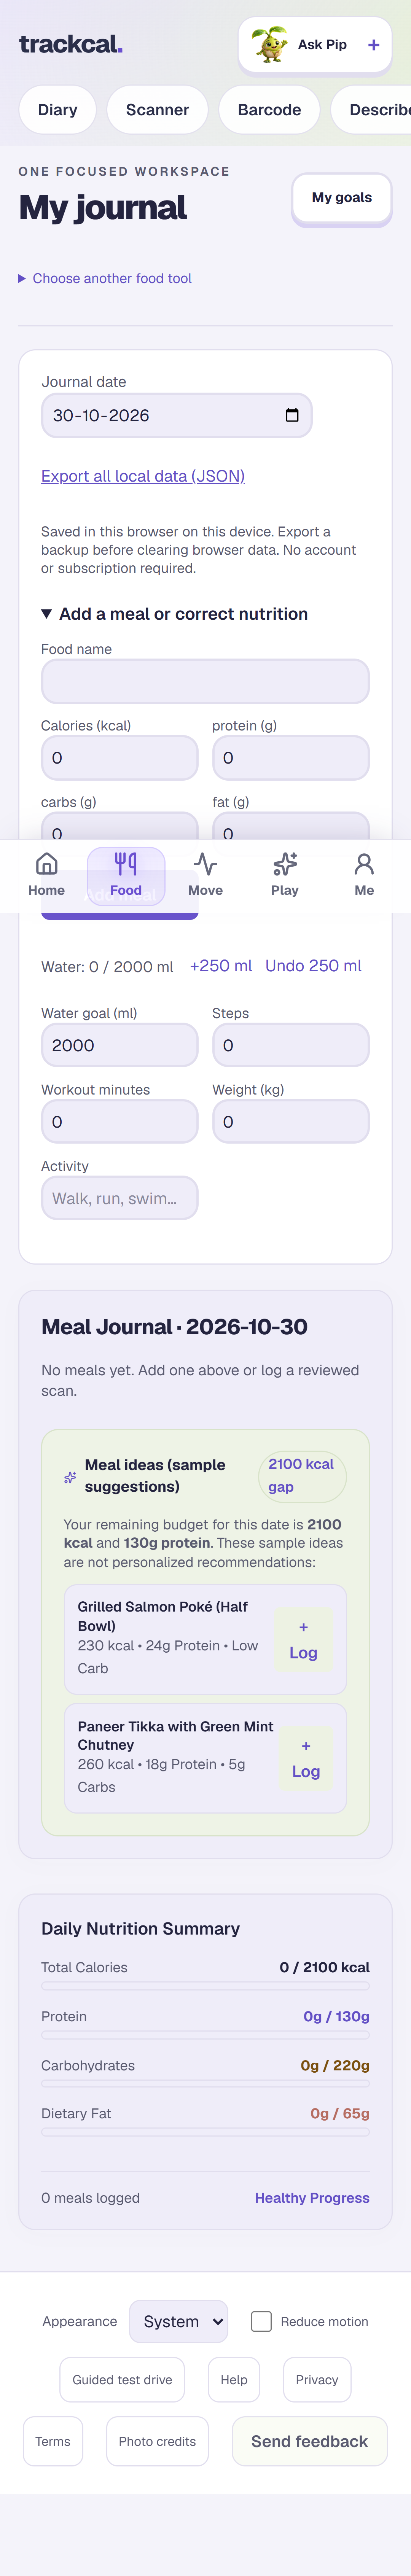 trackcal.
Ask Pip +
Diary
Scanner
Barcode
Describe
ONE FOCUSED WORKSPACE
My journal
My goals
Choose another food tool
Journal date
30-10-2026
Export all local data (JSON)
Saved in this browser on this device. Export a
backup before clearing browser data. No account
or subscription required.
Add a meal or correct nutrition
Food name
Calories (kcal)
protein (g)
0
0
carbs (g)
fat (g)
0
0
Home
Food
Move
Play
Me
Add meal
Water: 0 / 2000 ml
+250 ml
Undo 250 ml
Water goal (ml)
Steps
2000
0
Workout minutes
Weight (kg)
0
0
Activity
Walk, run, swim...
Meal Journal · 2026-10-30
No meals yet. Add one above or log a reviewed
scan.
Meal ideas (sample
suggestions)
2100 kcal
gap
Your remaining budget for this date is 2100
kcal and 130g protein. These sample ideas
are not personalized recommendations:
Grilled Salmon Poké (Half
Bowl)
230 kcal • 24g Protein • Low
Carb
+
Log
Paneer Tikka with Green Mint
Chutney
260 kcal • 18g Protein • 5g
Carbs
+
Log
Daily Nutrition Summary
Total Calories
0 / 2100 kcal
Protein
0g / 130g
Carbohydrates
0g / 220g
Dietary Fat
0g / 65g
0 meals logged
Healthy Progress
Appearance
System
Reduce motion
Guided test drive
Help
Privacy
Terms
Photo credits
Send feedback